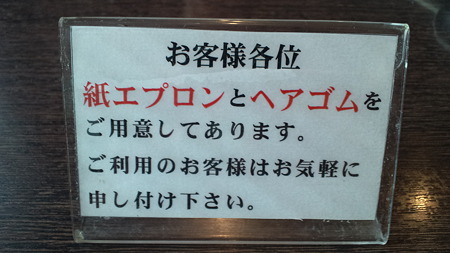 お客様各位
紙エプロンとヘアゴムを
ご用意してあります。
ご利用のお客様はお気軽に
申し付け下さい。